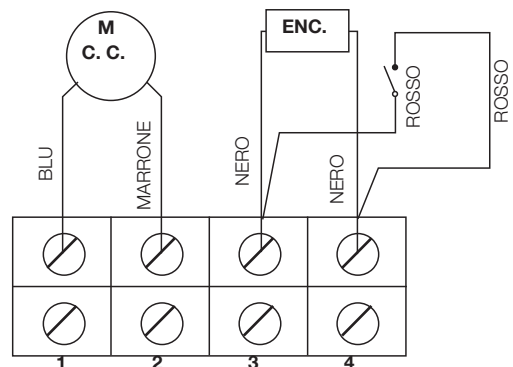 M
C. C.
ENC.
BLU
MARRONE
NERO
NERO
ROSSO
ROSSO
1 2 3 4